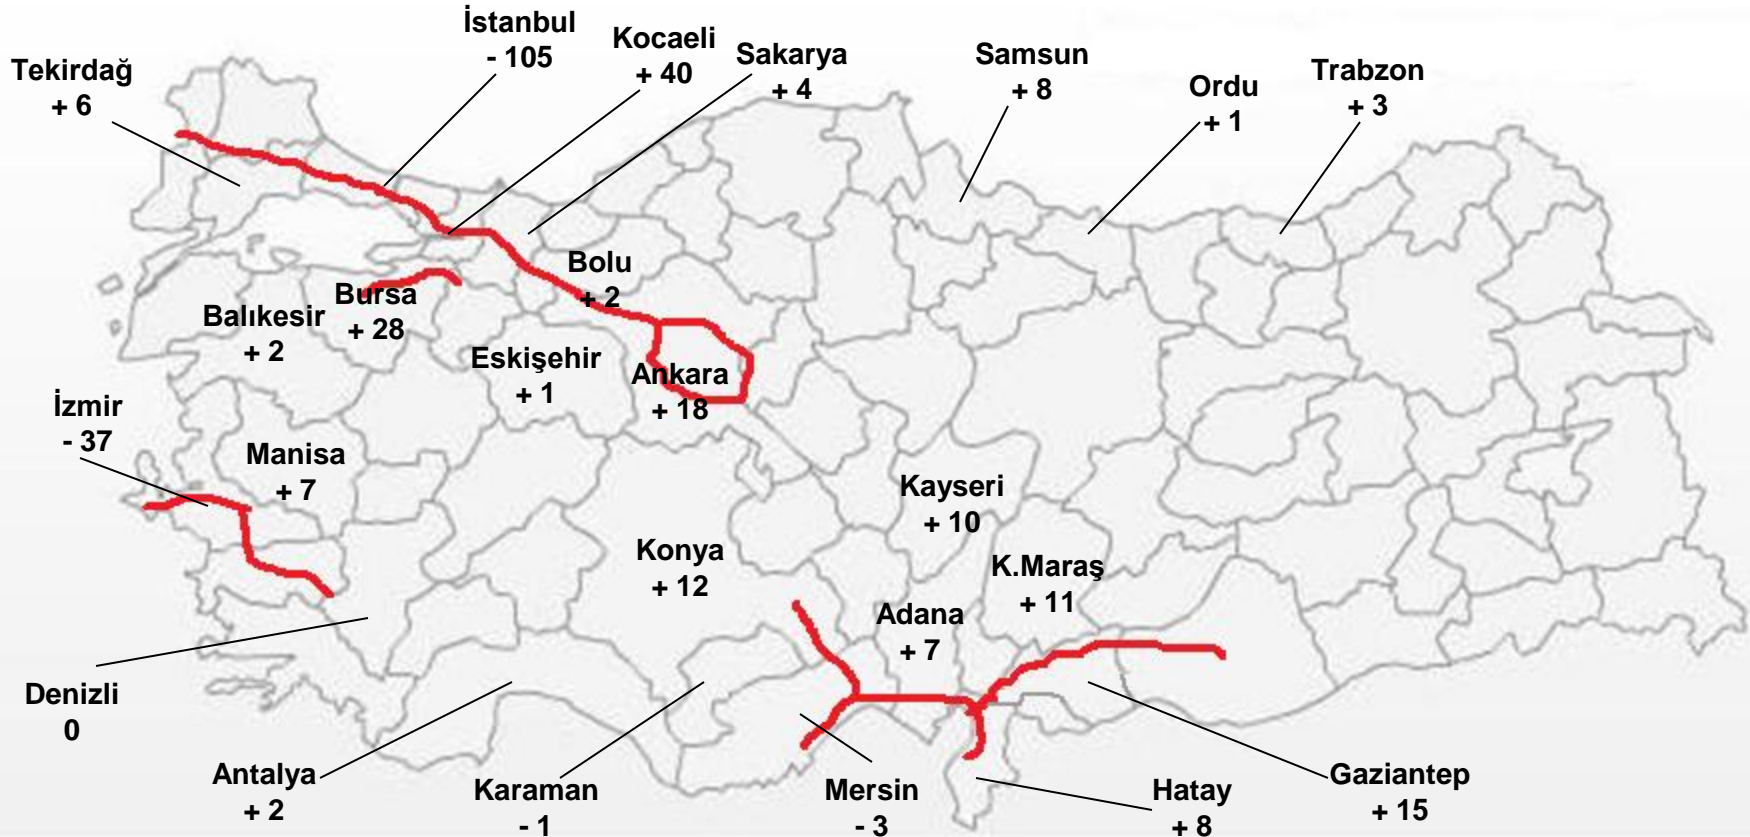 İstanbul
- 105
Kocaeli
+ 40
Sakarya
+ 4
Samsun
+ 8
Ordu
+ 1
Trabzon
+ 3
Tekirdağ
+ 6
Bolu
+ 2
Bursa
+ 28
Balıkesir
+ 2
Eskişehir
+ 1
Ankara
+ 18
İzmir
- 37
Manisa
+ 7
Kayseri
+ 10
Konya
+ 12
K.Maraş
+ 11
Adana
+ 7
Denizli
0
Antalya
+ 2
Karaman
- 1
Mersin
- 3
Hatay
+ 8
Gaziantep
+ 15